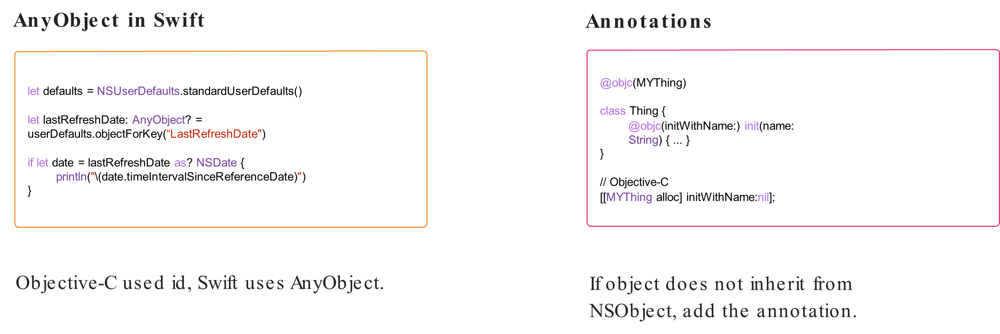 AnyObject in Swift
let defaults = NSUserDefaults.standardUserDefaults()
let lastRefreshDate: AnyObject? =
userDefaults.objectForKey(“LastRefreshDate")
if let date = lastRefreshDate as? NSDate {
println("\(date.timeIntervalSinceReferenceDate)")
}
Objective-C used id, Swift uses AnyObject.
Annotations
@objc(MYThing)
class Thing {
@objc(initWithName:) init(name:
String) { ... }
}
// Objective-C
[[MYThing alloc] initWithName:nil];
If object does not inherit from
NSObject, add the annotation.